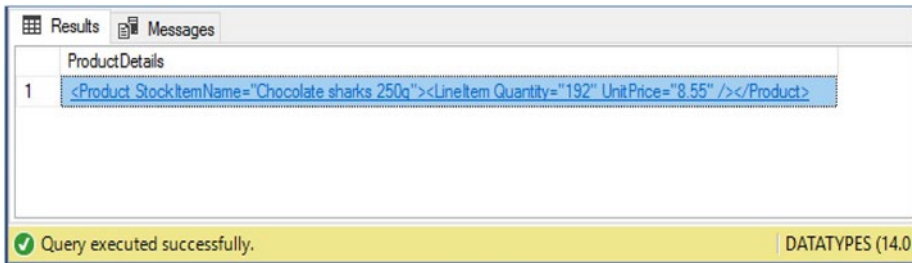 Results Messages
ProductDetails
1 <Product StockItemName="Chocolate sharks 250g"><LineItem Quantity="192" UnitPrice="8.55" /></Product>
Query executed successfully. DATATYPES (14.0